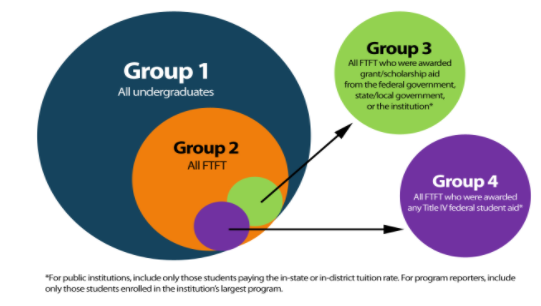 Group 1
All undergraduates
Group 2
All FTFT
Group 3
All FTFT who were awarded
grant/scholarship aid
from the federal government,
state/local government,
or the institution*
Group 4
All FTFT who were awarded
any Title IV federal student aid*
*For public institutions, include only those students paying the in-state or in-district tuition rate. For program reporters, include
only those students enrolled in the institution's largest program.